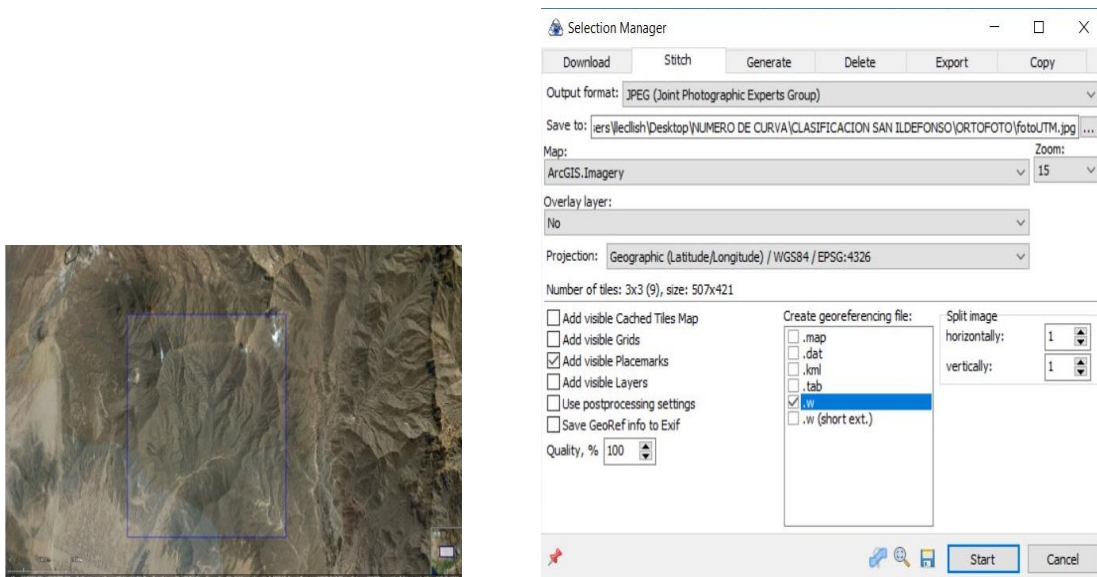 Selection Manager
Download Stitch Generate Delete Export Copy
Output format: JPEG (Joint Photographic Experts Group)
Save to: ers\llecllish\Desktop\NUMERO DE CURVA\CLASIFICACION SAN ILDEFONSO\ORTOFOTO\fotoUTM.jpg ...
Map: Zoom:
ArcGIS.Imagery 15
Overlay layer:
No
Projection: Geographic (Latitude/Longitude) / WGS84 / EPSG:4326
Number of tiles: 3x3 (9), size: 507x421
Add visible Cached Tiles Map
Add visible Grids
Add visible Placemarks
Add visible Layers
Use postprocessing settings
Save GeoRef info to Exif
Quality, % 100
Create georeferencing file:
.map
.dat
.kml
.tab
.w
.w (short ext.)
Split image
horizontally: 1
vertically: 1
Start Cancel